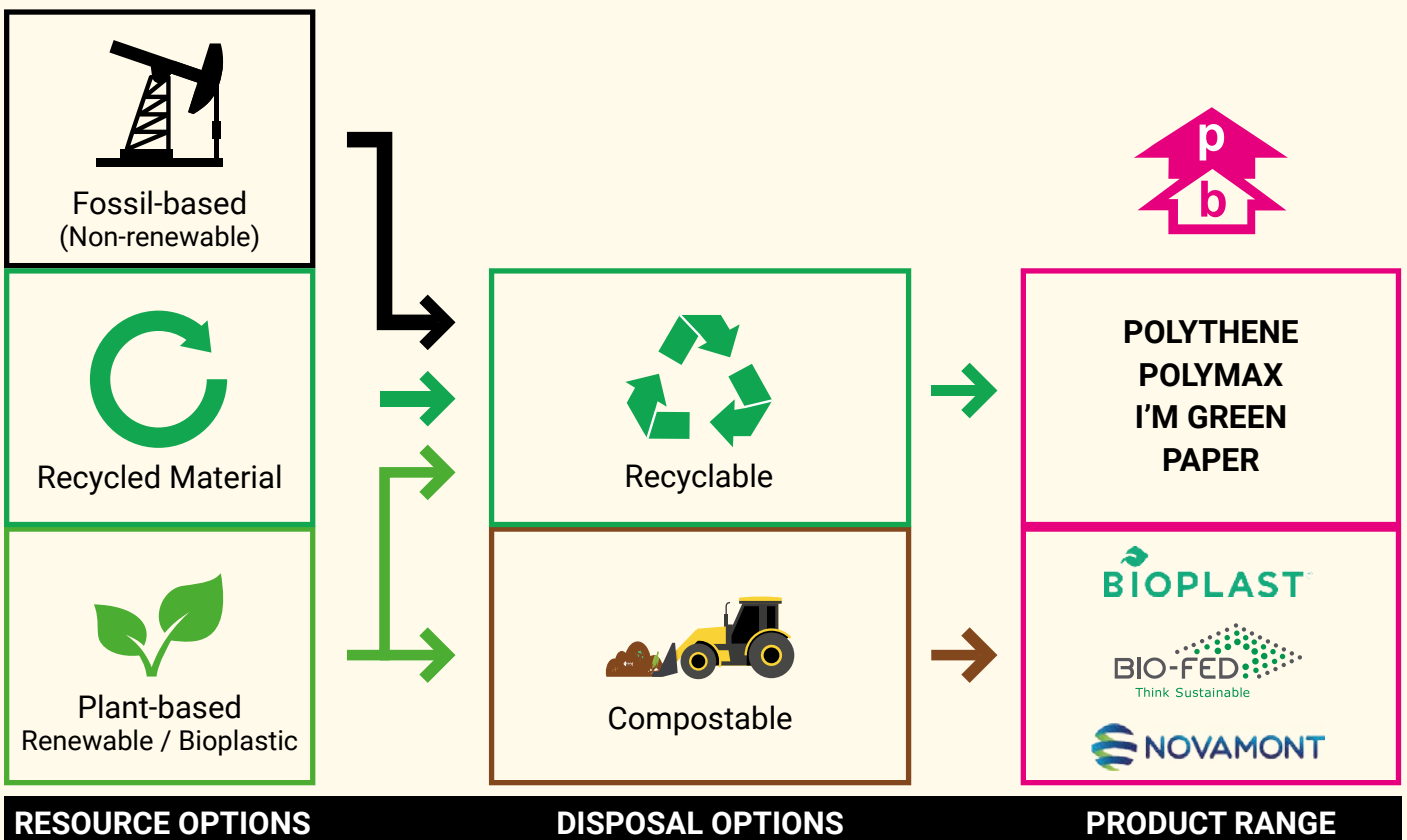 Fossil-based
(Non-renewable)
Recycled Material
Plant-based
Renewable / Bioplastic
Recyclable
Compostable
p
b
POLYTHENE
POLYMAX
I'M GREEN
PAPER
BIOPLAST
BIO-FED
Think Sustainable
NOVAMONT
RESOURCE OPTIONS
DISPOSAL OPTIONS
PRODUCT RANGE